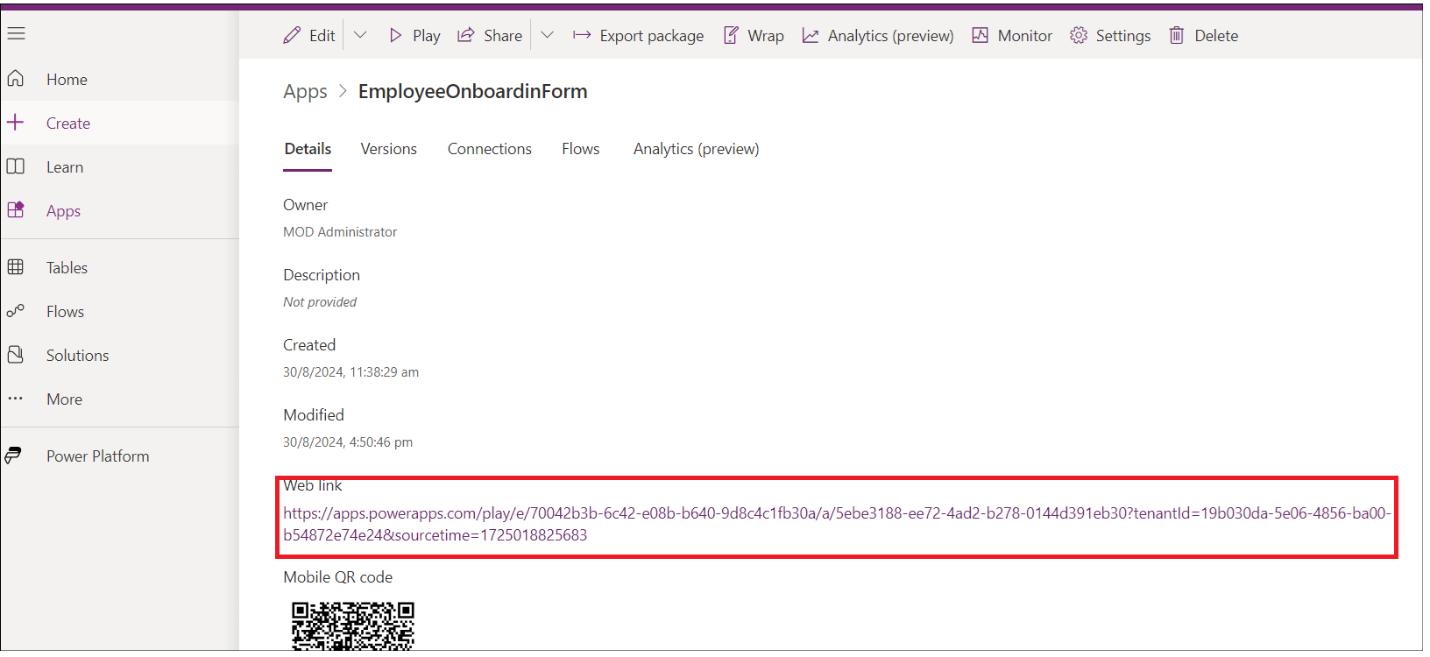 Edit Play Share Export package Wrap Analytics (preview) Monitor Settings Delete
Home
Create
Learn
Apps
Tables
Flows
Solutions
More
Power Platform
Apps > EmployeeOnboardinForm
Details Versions Connections Flows Analytics (preview)
Owner
MOD Administrator
Description
Not provided
Created
30/8/2024, 11:38:29 am
Modified
30/8/2024, 4:50:46 pm
Web link
https://apps.powerapps.com/play/e/70042b3b-6c42-e08b-b640-9d8c4c1fb30a/a/5ebe3188-ee72-4ad2-b278-0144d391eb30?tenantId=19b030da-5e06-4856-ba00-
b54872e74e24&sourcetime=1725018825683
Mobile QR code